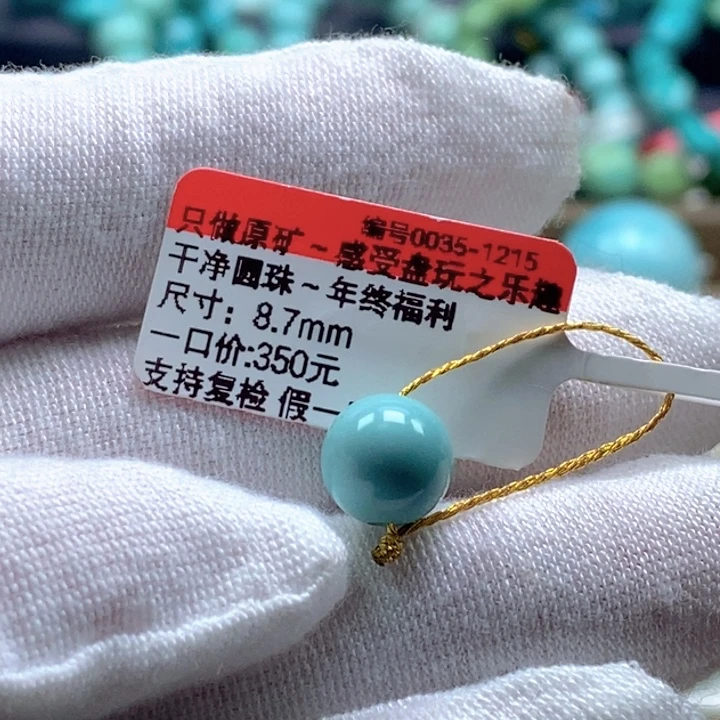 编号0035-1215
只做原矿~感受盘玩之乐趣
干净圆珠~年终福利
尺寸：8.7mm
一口价:350元
支持复检 假一